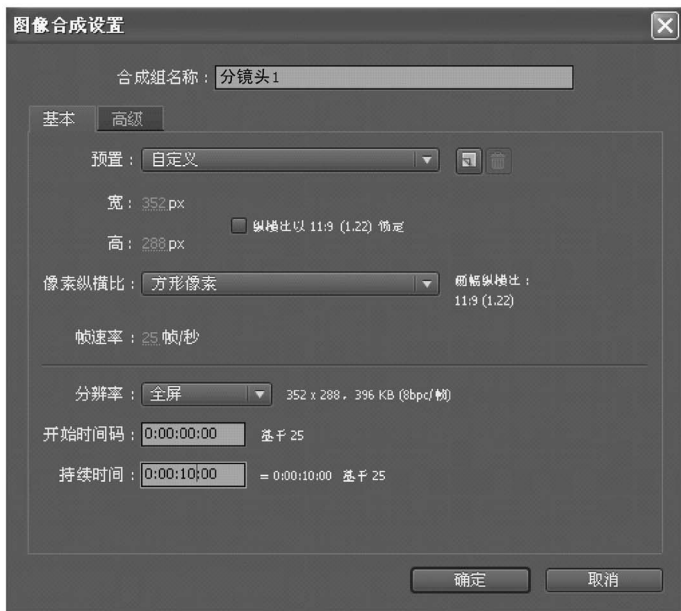 图像合成设置
合成组名称：分镜头1
基本 高级
预置：自定义
宽：352 px
纵横比以 11:9 (1.22) 锁定
高：288 px
像素纵横比：方形像素
画幅纵横比：
11:9 (1.22)
帧速率：25 帧/秒
分辨率：全屏 352 x 288，396 KB (8bpc/帧)
开始时间码：0:00:00:00 基于 25
持续时间：0:00:10:00 = 0:00:10:00 基于 25
确定 取消